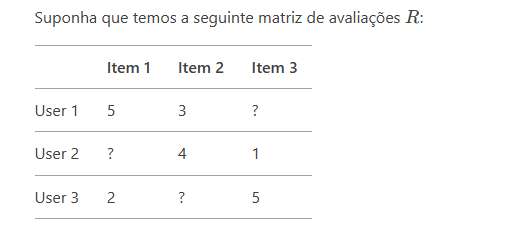 Suponha que temos a seguinte matriz de avaliações R:
Item 1 Item 2 Item 3
User 1 5 3 ?
User 2 ? 4 1
User 3 2 ? 5